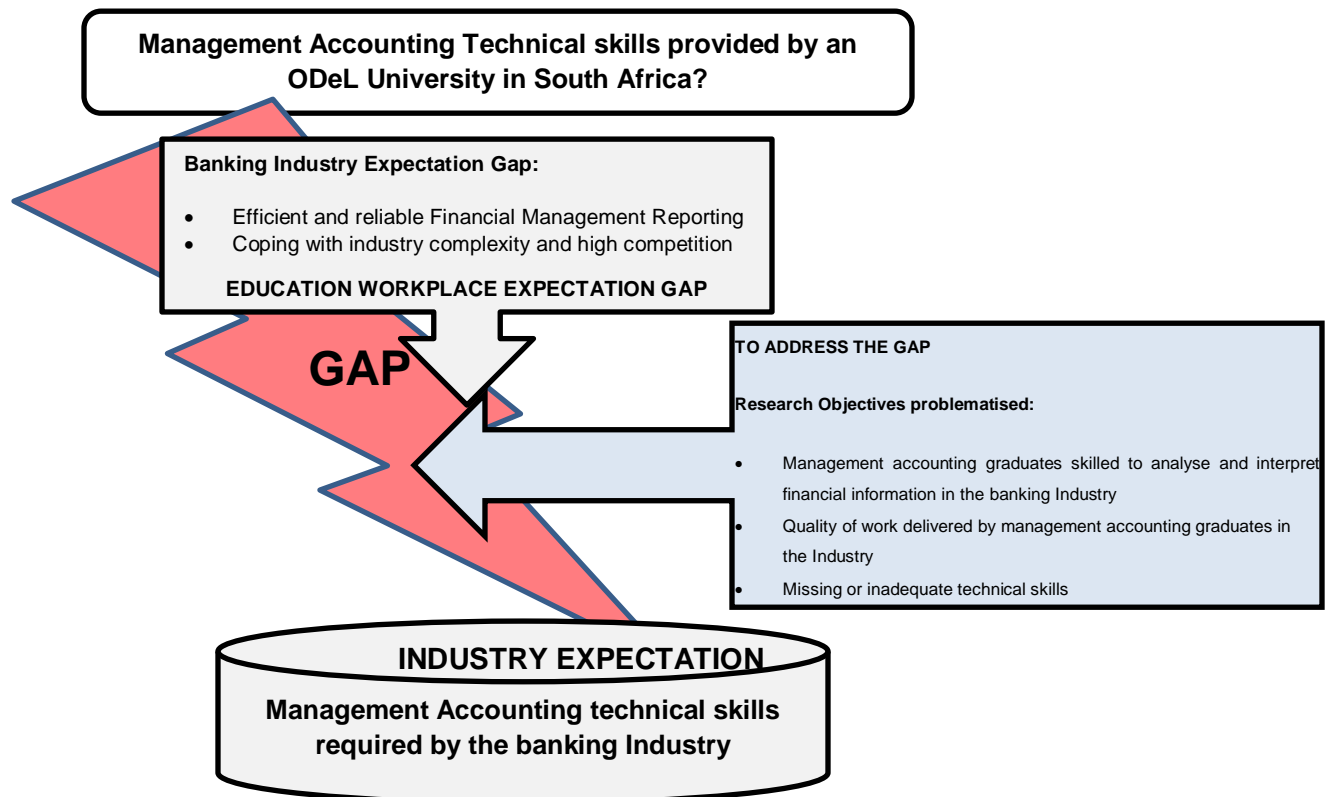 Management Accounting Technical skills provided by an
ODeL University in South Africa?
Banking Industry Expectation Gap:
• Efficient and reliable Financial Management Reporting
• Coping with industry complexity and high competition
EDUCATION WORKPLACE EXPECTATION GAP
GAP
TO ADDRESS THE GAP
Research Objectives problematised:
• Management accounting graduates skilled to analyse and interpret
financial information in the banking Industry
• Quality of work delivered by management accounting graduates in
the Industry
• Missing or inadequate technical skills
INDUSTRY EXPECTATION
Management Accounting technical skills
required by the banking Industry